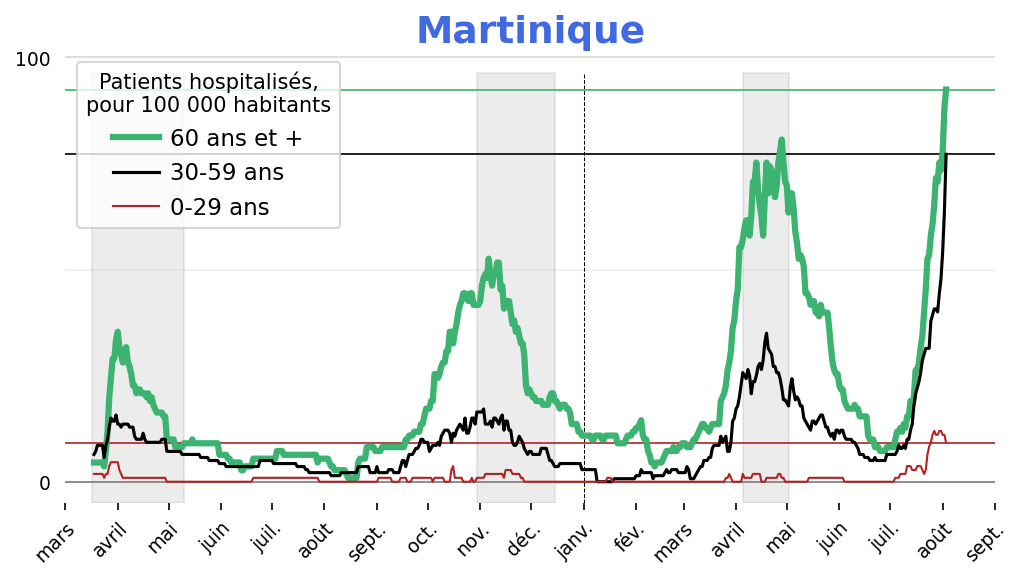 Martinique
100
Patients hospitalisés,
pour 100 000 habitants
60 ans et +
30-59 ans
0-29 ans
0
mars avril mai juin juil. août sept. oct. nov. déc. janv. fév. mars avril mai juin juil. août sept.